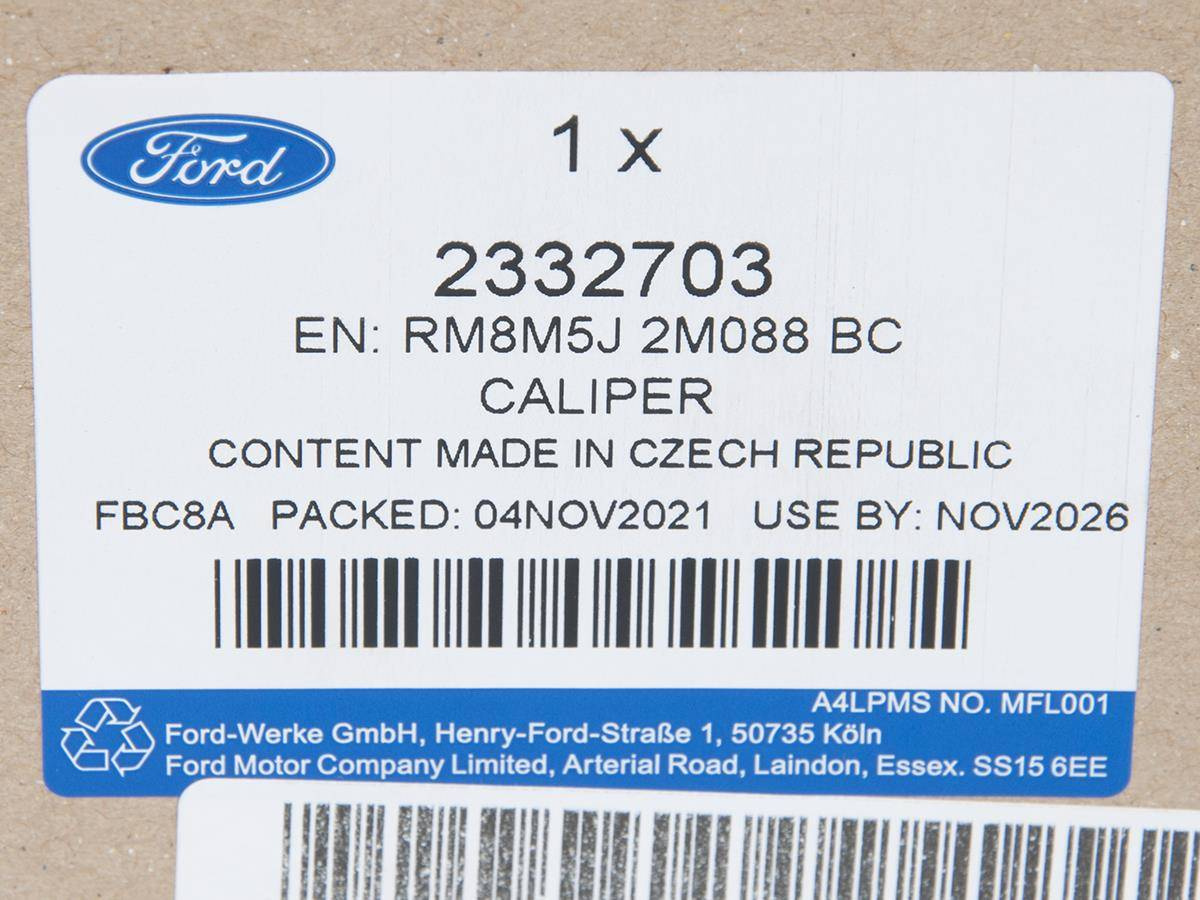 Ford
1 x
2332703
EN: RM8M5J 2M088 BC
CALIPER
CONTENT MADE IN CZECH REPUBLIC
FBC8A PACKED: 04NOV2021 USE BY: NOV2026
A4LPMS NO. MFL001
Ford-Werke GmbH, Henry-Ford-Straße 1, 50735 Köln
Ford Motor Company Limited, Arterial Road, Laindon, Essex. SS15 6EE